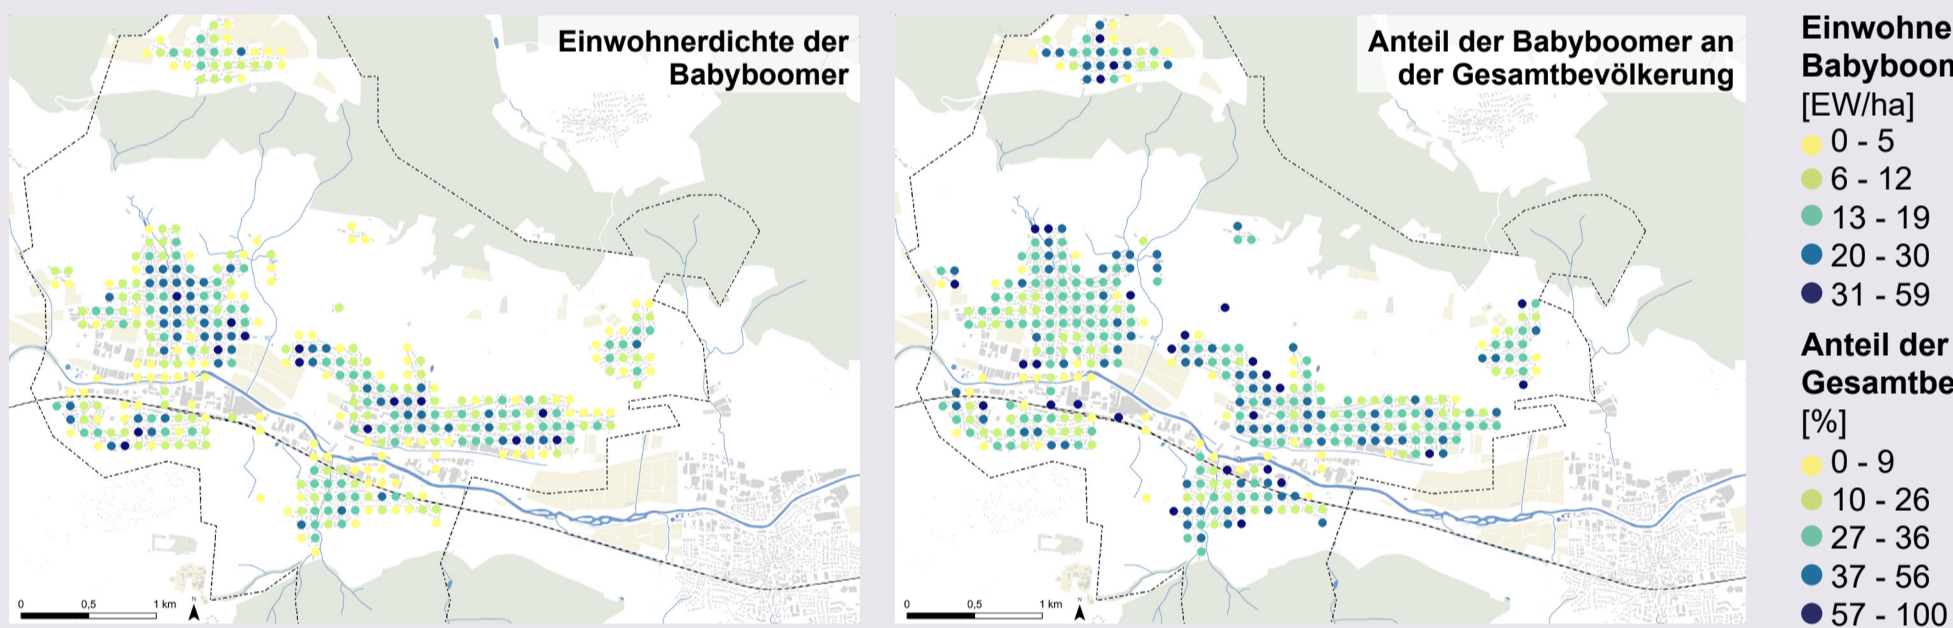 Einwohnerdichte der
Babyboomer
0 0,5 1 km
N
Anteil der Babyboomer an
der Gesamtbevölkerung
0 0,5 1 km
N
Einwohne
Babyboon
[EW/ha]
0 - 5
6 - 12
13 - 19
20 - 30
31 - 59
Anteil der
Gesamtbe
[%]
0 - 9
10 - 26
27 - 36
37 - 56
57 - 100